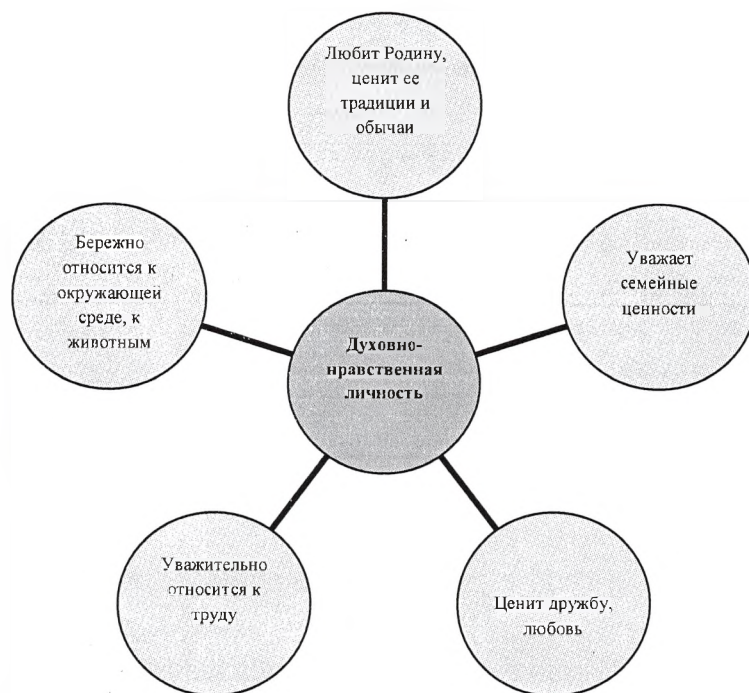 Любит Родину,
ценит ее
традиции и
обычаи
Бережно
относится к
окружающей
среде, к
животным
Уважает
семейные
ценности
Духовно-
нравственная
личность
Уважительно
относится к
труду
Ценит дружбу,
любовь